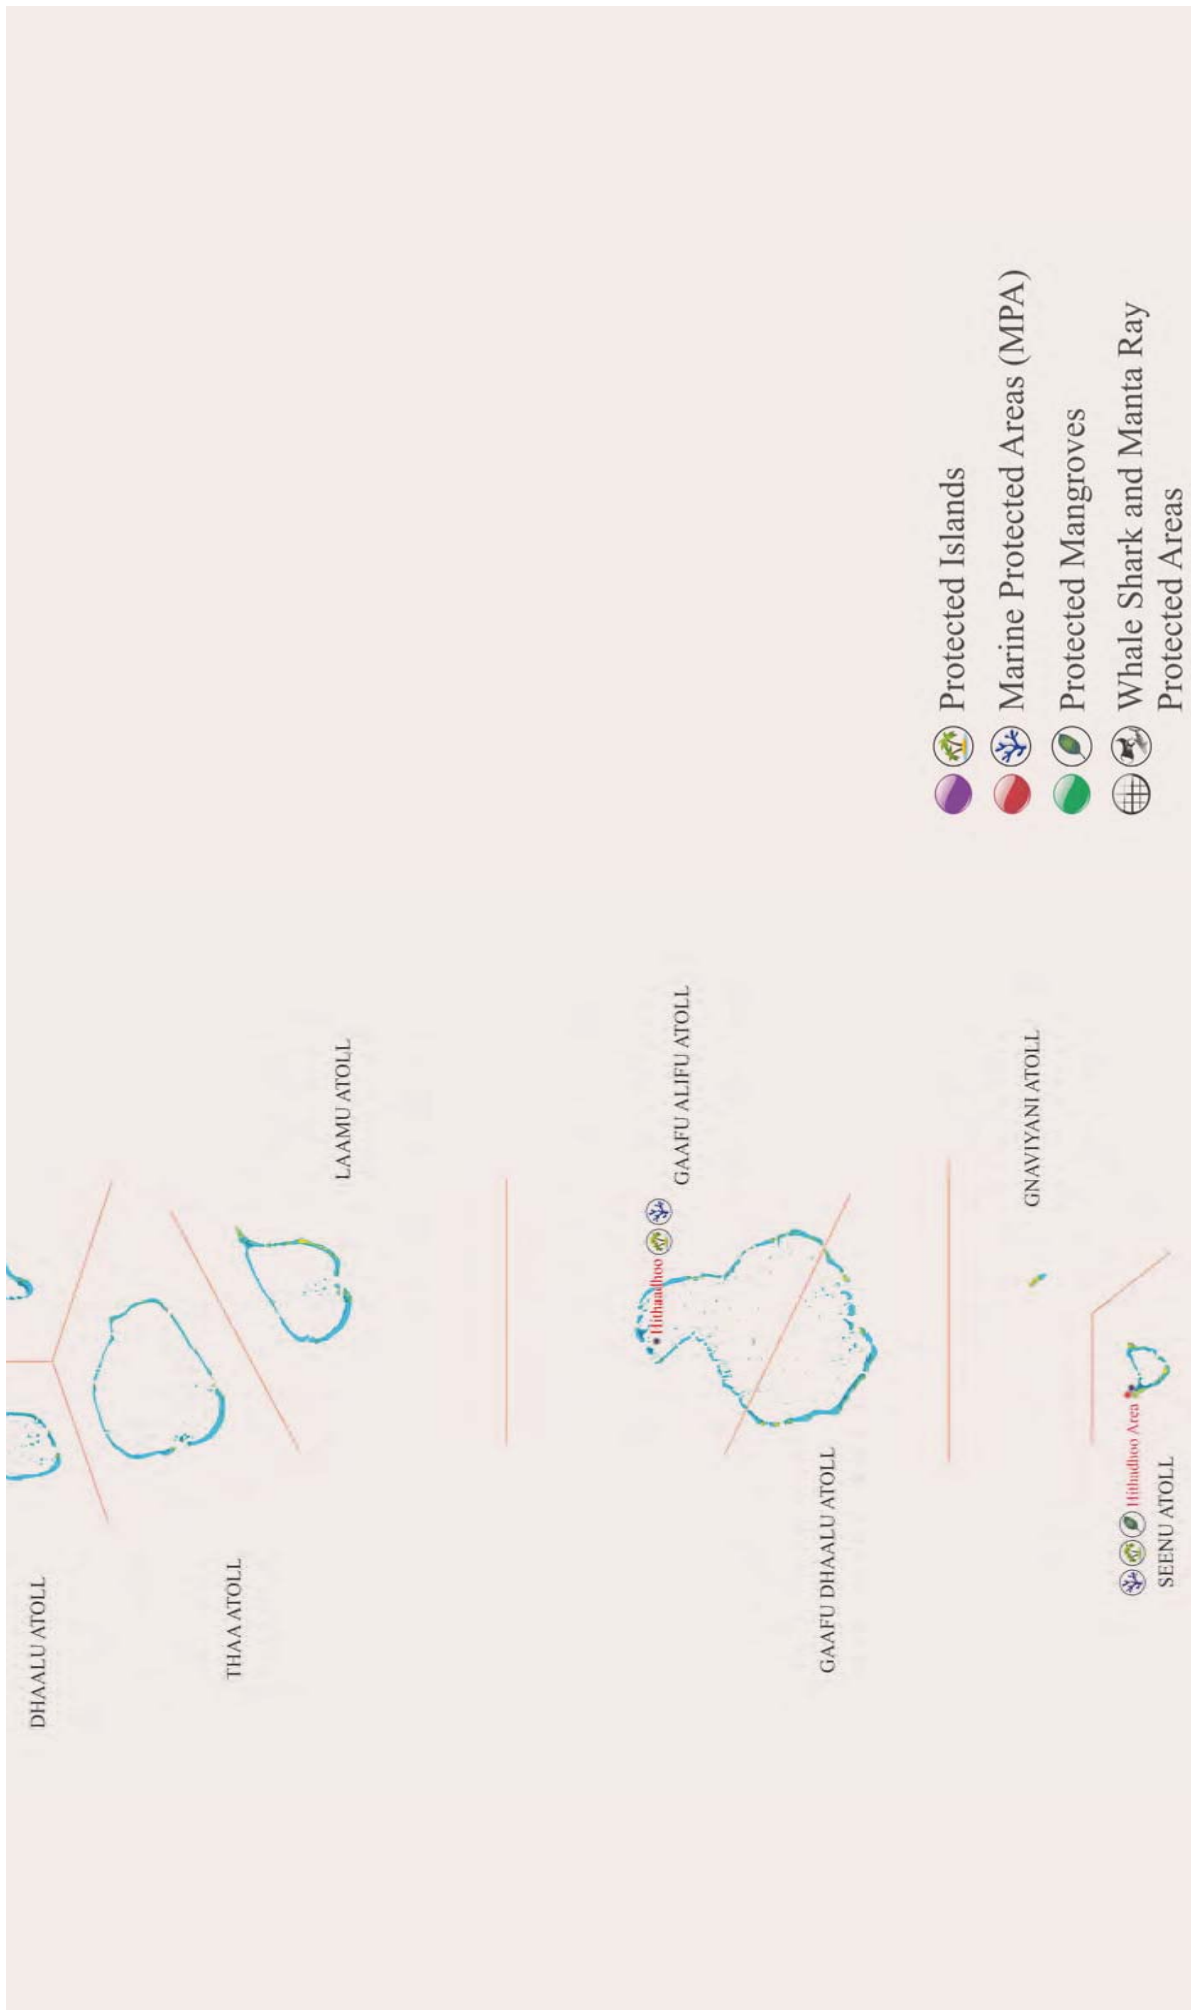 DHAALU ATOLL
THAA ATOLL
LAAMU ATOLL
Hithaadhoo
GAAFU ALIFU ATOLL
GAAFU DHAALU ATOLL
GNAVIYANI ATOLL
Hithadhoo Area
SEENU ATOLL
Protected Islands
Marine Protected Areas (MPA)
Protected Mangroves
Whale Shark and Manta Ray
Protected Areas